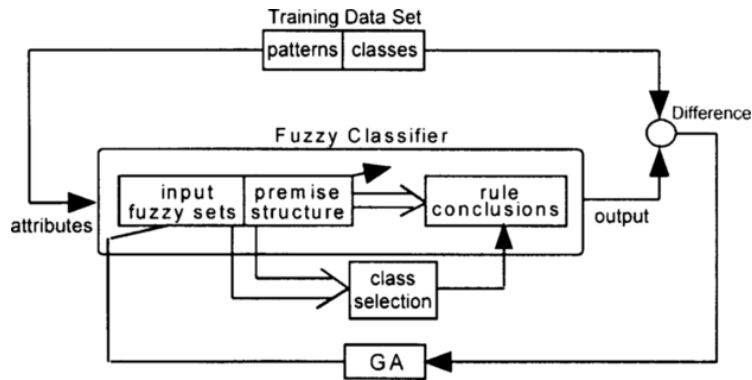 Training Data Set
patterns classes
Difference
Fuzzy Classifier
input fuzzy sets
premise structure
rule conclusions
attributes
output
class selection
GA